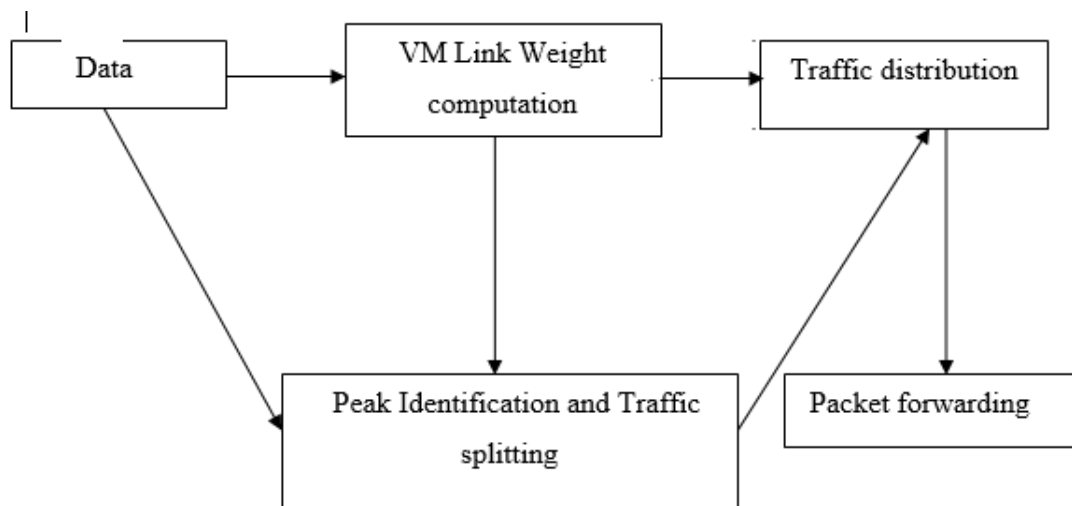 Data
VM Link Weight
computation
Traffic distribution
Peak Identification and Traffic
splitting
Packet forwarding